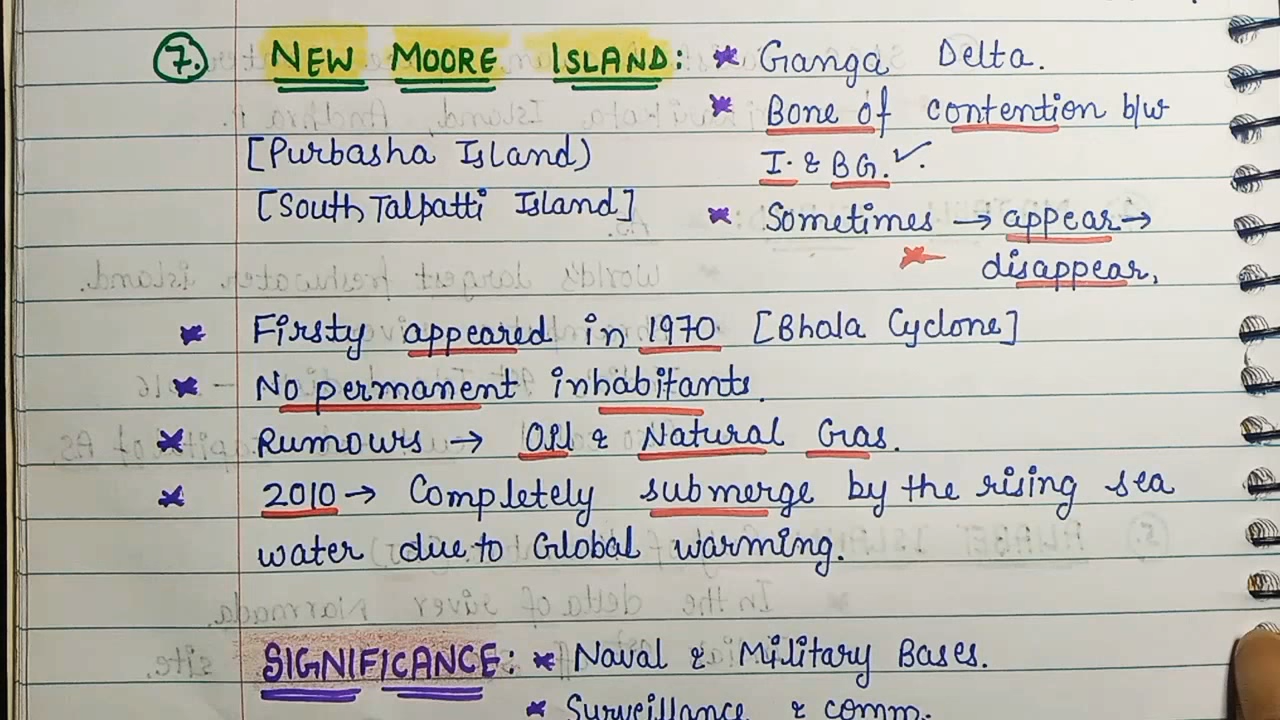 7. NEW MOORE ISLAND: * Ganga Delta.
* Bone of contention b/w
[Purbasha Island)
I. & BG. ✓.
[South Talpatti Island]
* Sometimes → appear →
disappear,
* Firsty appeared in 1970 [Bhala Cyclone]
* No permanent inhabitants.
* Rumours → Oil & Natural Gas.
* 2010 → Completely submerge by the rising sea
water due to Global warming.
SIGNIFICANCE: * Naval & Military Bases.
* Surveillance & comm.